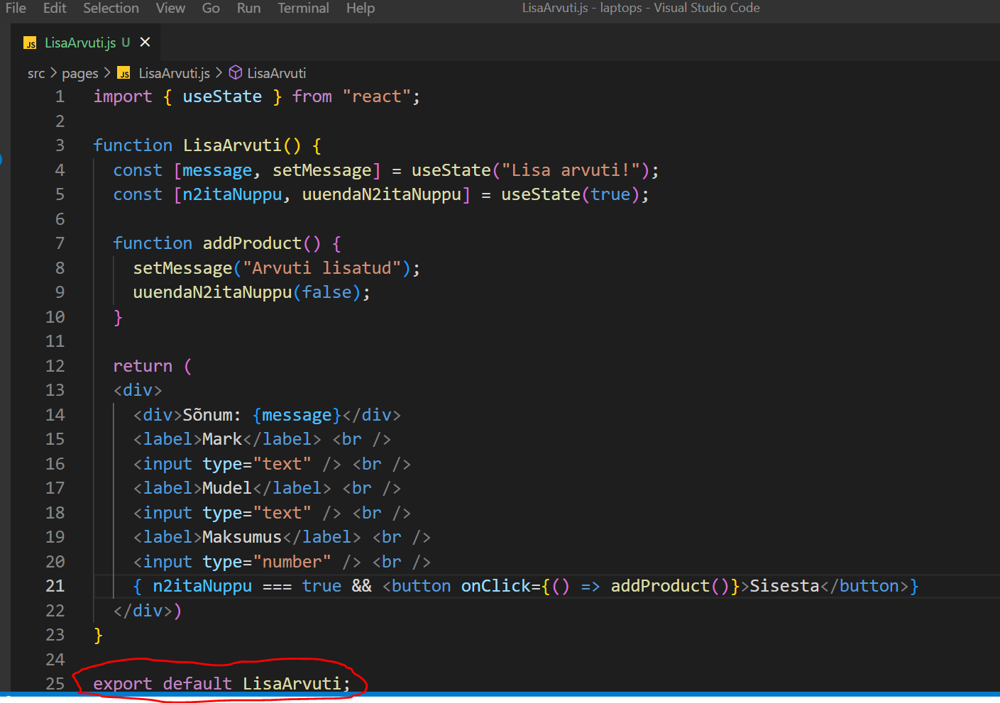 File Edit Selection View Go Run Terminal Help LisaArvuti.js - laptops - Visual Studio Code
JS LisaArvuti.js U ×
src > pages > JS LisaArvuti.js > LisaArvuti
1 import { useState } from "react";
2
3 function LisaArvuti() {
4 const [message, setMessage] = useState("Lisa arvuti!");
5 const [n2itaNuppu, uuendaN2itaNuppu] = useState(true);
6
7 function addProduct() {
8 setMessage("Arvuti lisatud");
9 uuendaN2itaNuppu(false);
10 }
11
12 return (
13 <div>
14 <div>Sõnum: {message}</div>
15 <label>Mark</label> <br />
16 <input type="text" /> <br />
17 <label>Mudel</label> <br />
18 <input type="text" /> <br />
19 <label>Maksumus</label> <br />
20 <input type="number" /> <br />
21 { n2itaNuppu === true && <button onClick={() => addProduct()}>Sisesta</button>}
22 </div>)
23 }
24
25 export default LisaArvuti;